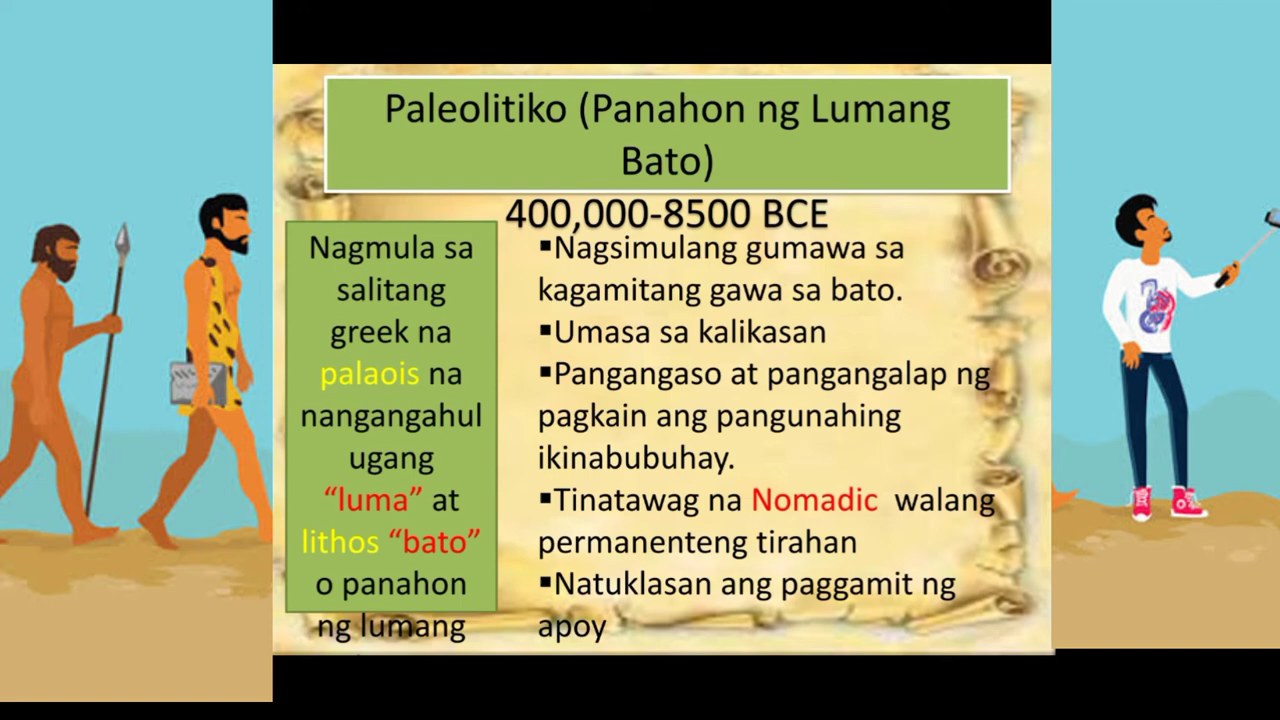 Paleolitiko (Panahon ng Lumang
Bato)
400,000-8500 BCE
Nagmula sa
salitang
greek na
palaois na
nangangahul
ugang
“luma” at
lithos “bato”
o panahon
ng lumang
▪Nagsimulang gumawa sa
kagamitang gawa sa bato.
▪Umasa sa kalikasan
▪Pangangaso at pangangalap ng
pagkain ang pangunahing
ikinabubuhay.
▪Tinatawag na Nomadic walang
permanenteng tirahan
▪Natuklasan ang paggamit ng
apoy